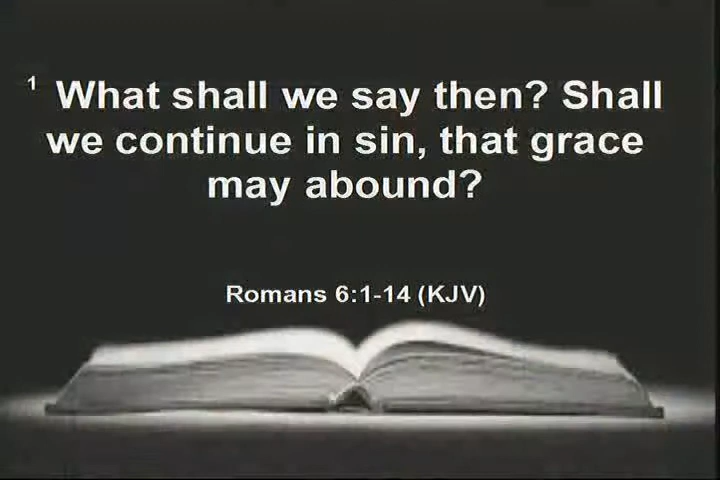 1 What shall we say then? Shall
we continue in sin, that grace
may abound?
Romans 6:1-14 (KJV)